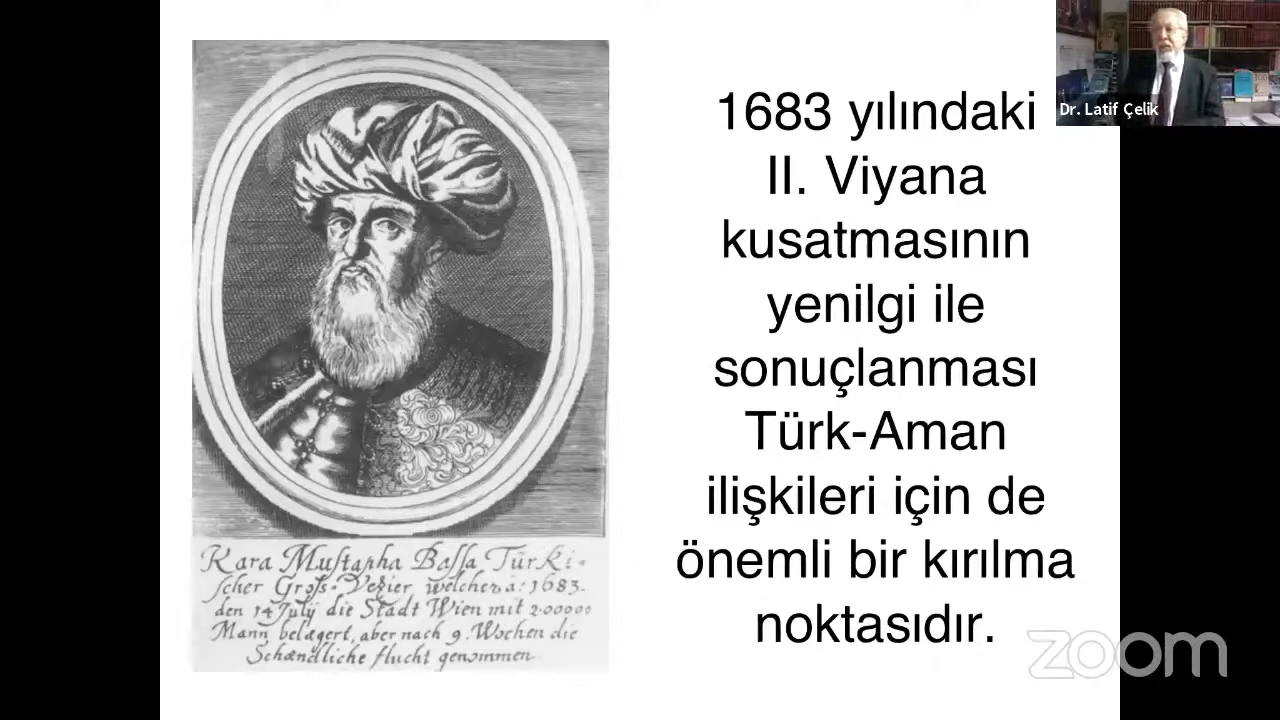 1683 yılındaki
II. Viyana
kusatmasının
yenilgi ile
sonuçlanması
Türk-Aman
ilişkileri için de
önemli bir kırılma
noktasıdır.
Dr. Latif Çelik
Kara Muſtapha Baſſa Türki-
ſcher Groſs-Vezier welcher a: 1683.
den 14 Julÿ die Stadt Wien mit 200000
Mann belægert, aber nach 9. Wochen die
Schændliche flucht genommen.
zoom